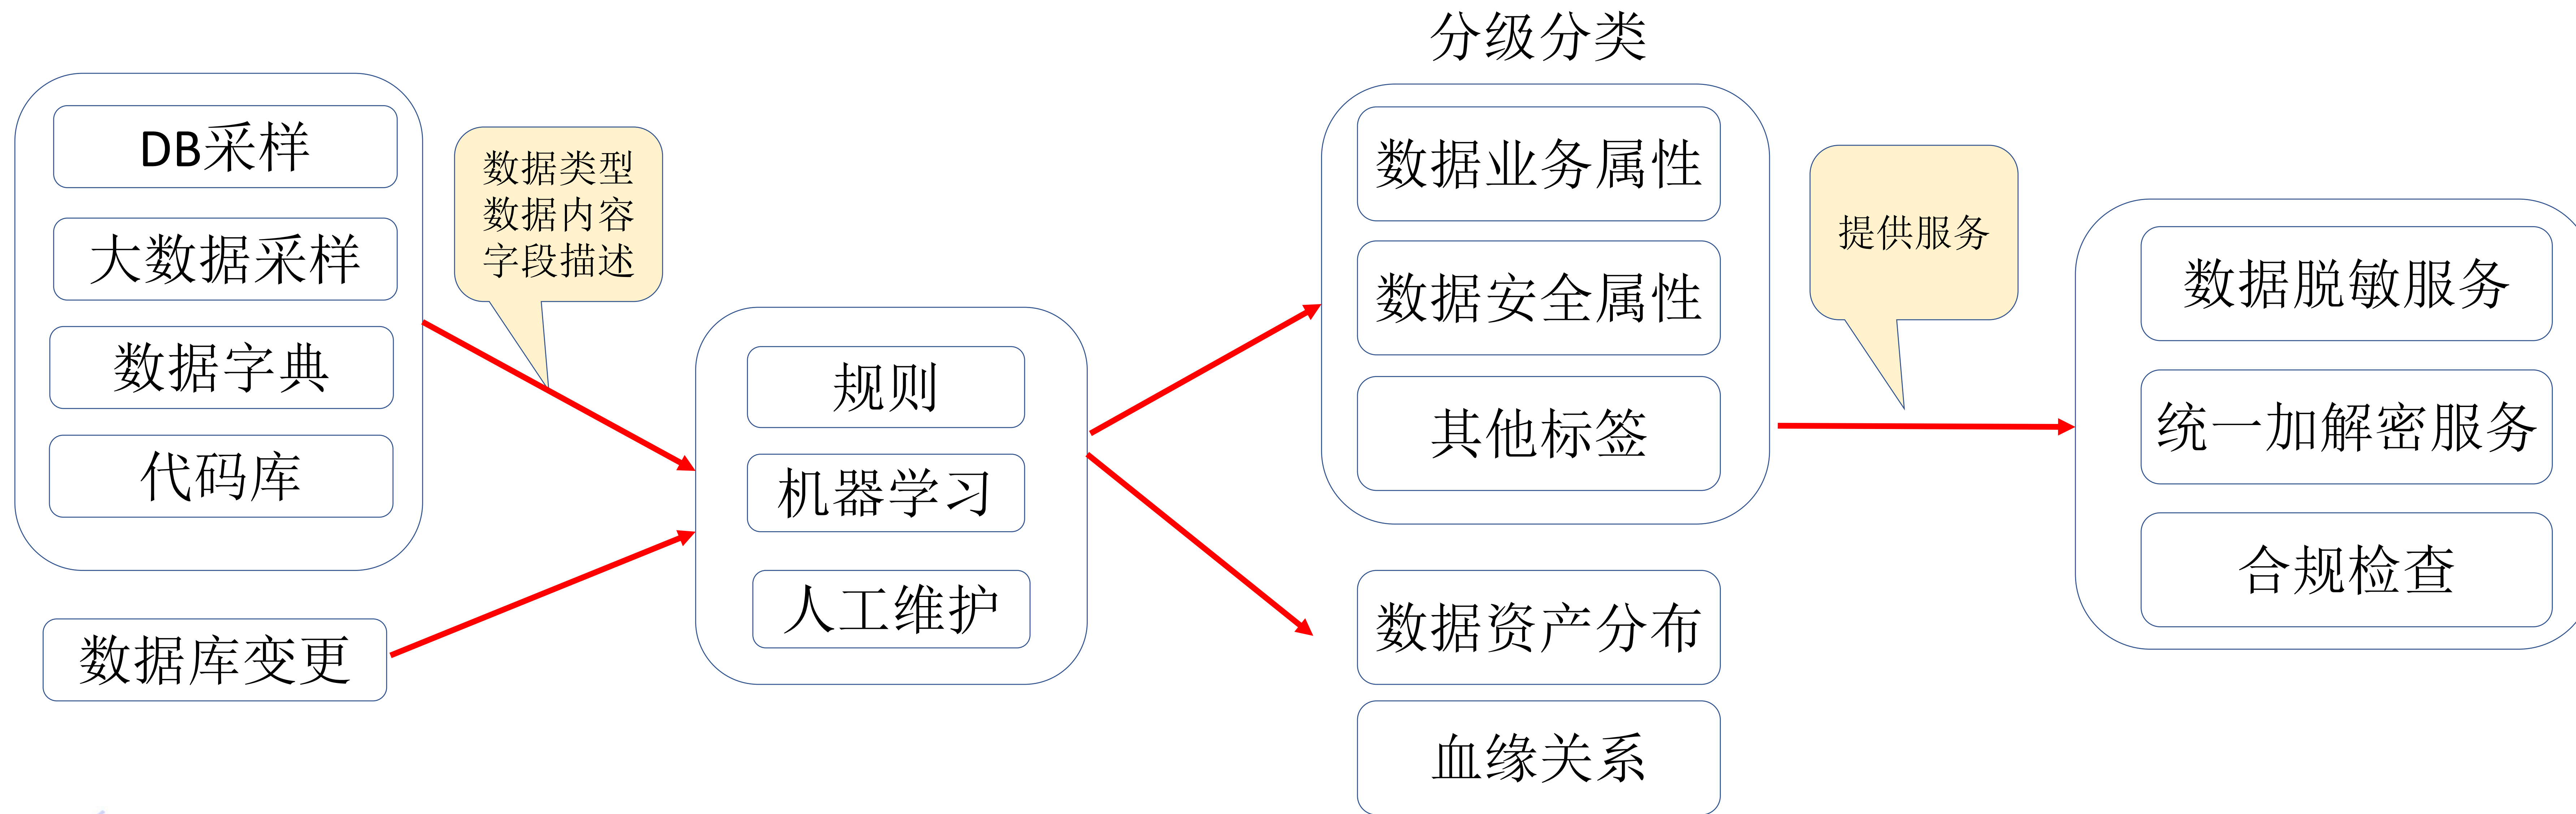 分级分类
DB采样
大数据采样
数据字典
代码库
数据库变更
数据类型
数据内容
字段描述
规则
机器学习
人工维护
数据业务属性
数据安全属性
其他标签
数据资产分布
血缘关系
提供服务
数据脱敏服务
统一加解密服务
合规检查